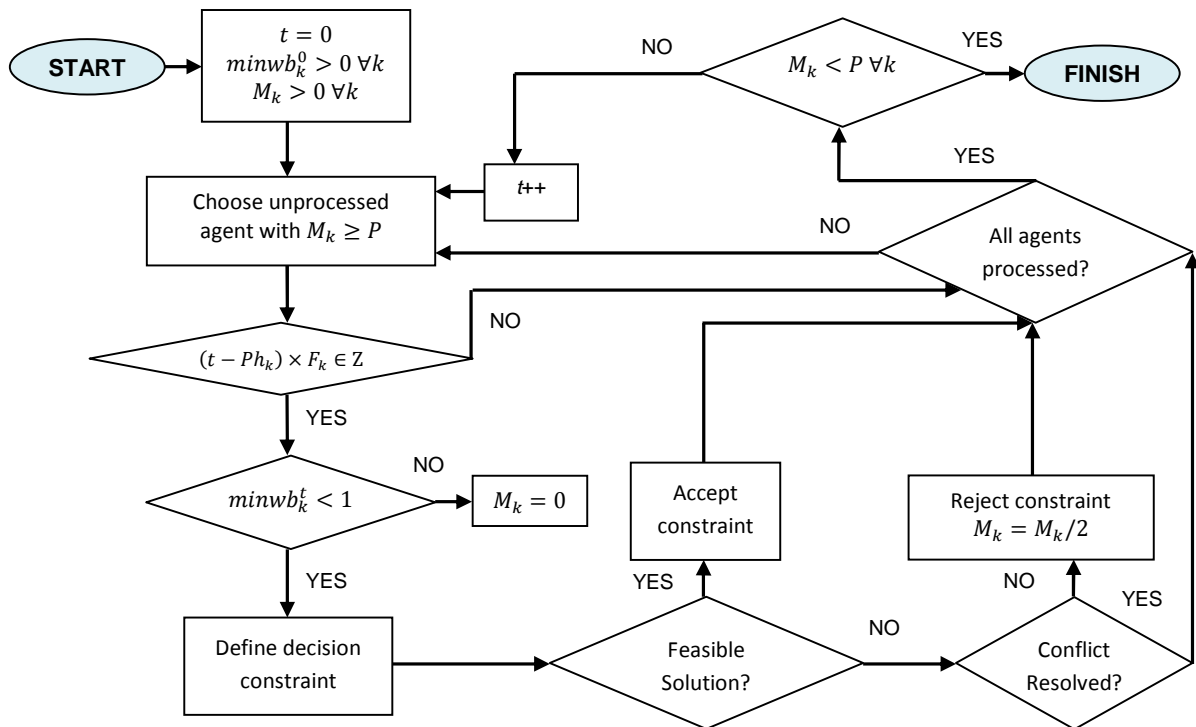 START
t = 0
minwb_k^0 > 0 ∀k
M_k > 0 ∀k
NO
M_k < P ∀k
YES
FINISH
t++
YES
Choose unprocessed
agent with M_k ≥ P
NO
All agents
processed?
NO
(t − Ph_k) × F_k ∈ Z
YES
minwb_k^t < 1
NO
M_k = 0
Accept
constraint
Reject constraint
M_k = M_k/2
YES
YES
NO
YES
Define decision
constraint
Feasible
Solution?
NO
Conflict
Resolved?